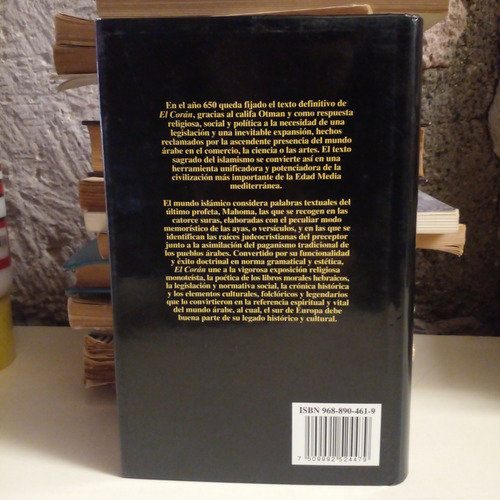 En el año 650 queda fijado el texto definitivo de
El Corán, gracias al califa Otman y como respuesta
religiosa, social y política a la necesidad de una
legislación y una inevitable expansión, hechos
reclamados por la ascendente presencia del mundo
árabe en el comercio, la ciencia o las artes. El texto
sagrado del islamismo se convierte así en una
herramienta unificadora y potenciadora de la
civilización más importante de la Edad Media
mediterránea.
El mundo islámico considera palabras textuales del
último profeta, Mahoma, las que se recogen en las
catorce suras, elaboradas con el peculiar modo
memorístico de las ayas, o versículos, y en las que se
identifican las raíces judeocristianas del preceptor
junto a la asimilación del paganismo tradicional de
los pueblos árabes. Convertido por su funcionalidad
y éxito doctrinal en norma gramatical y estética,
El Corán une a la vigorosa exposición religiosa
monoteísta, la poética de los libros morales hebraicos,
la legislación y normativa social, la crónica histórica
y los elementos culturales, folclóricos y legendarios
que lo convirtieron en la referencia espiritual y vital
del mundo árabe, al cual, el sur de Europa debe
buena parte de su legado histórico y cultural.
ISBN 968-890-461-9
7 509992 524479